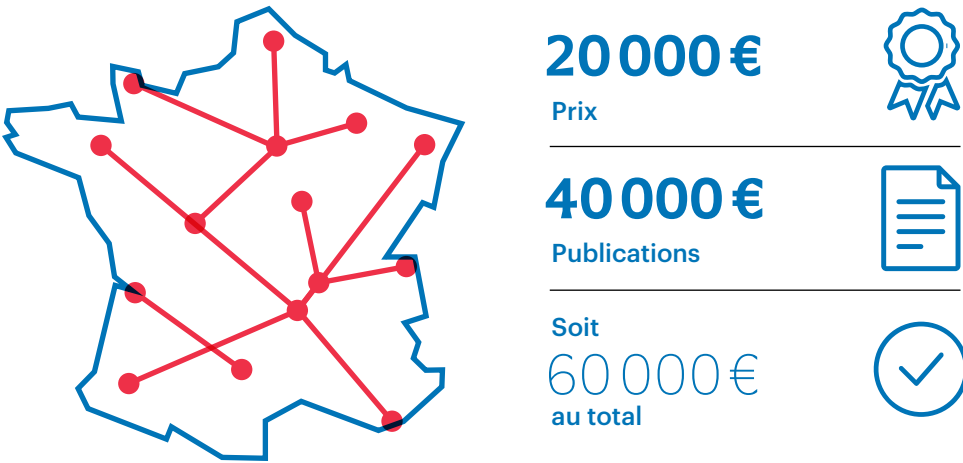 20 000 €
Prix
40 000 €
Publications
Soit
60 000 €
au total